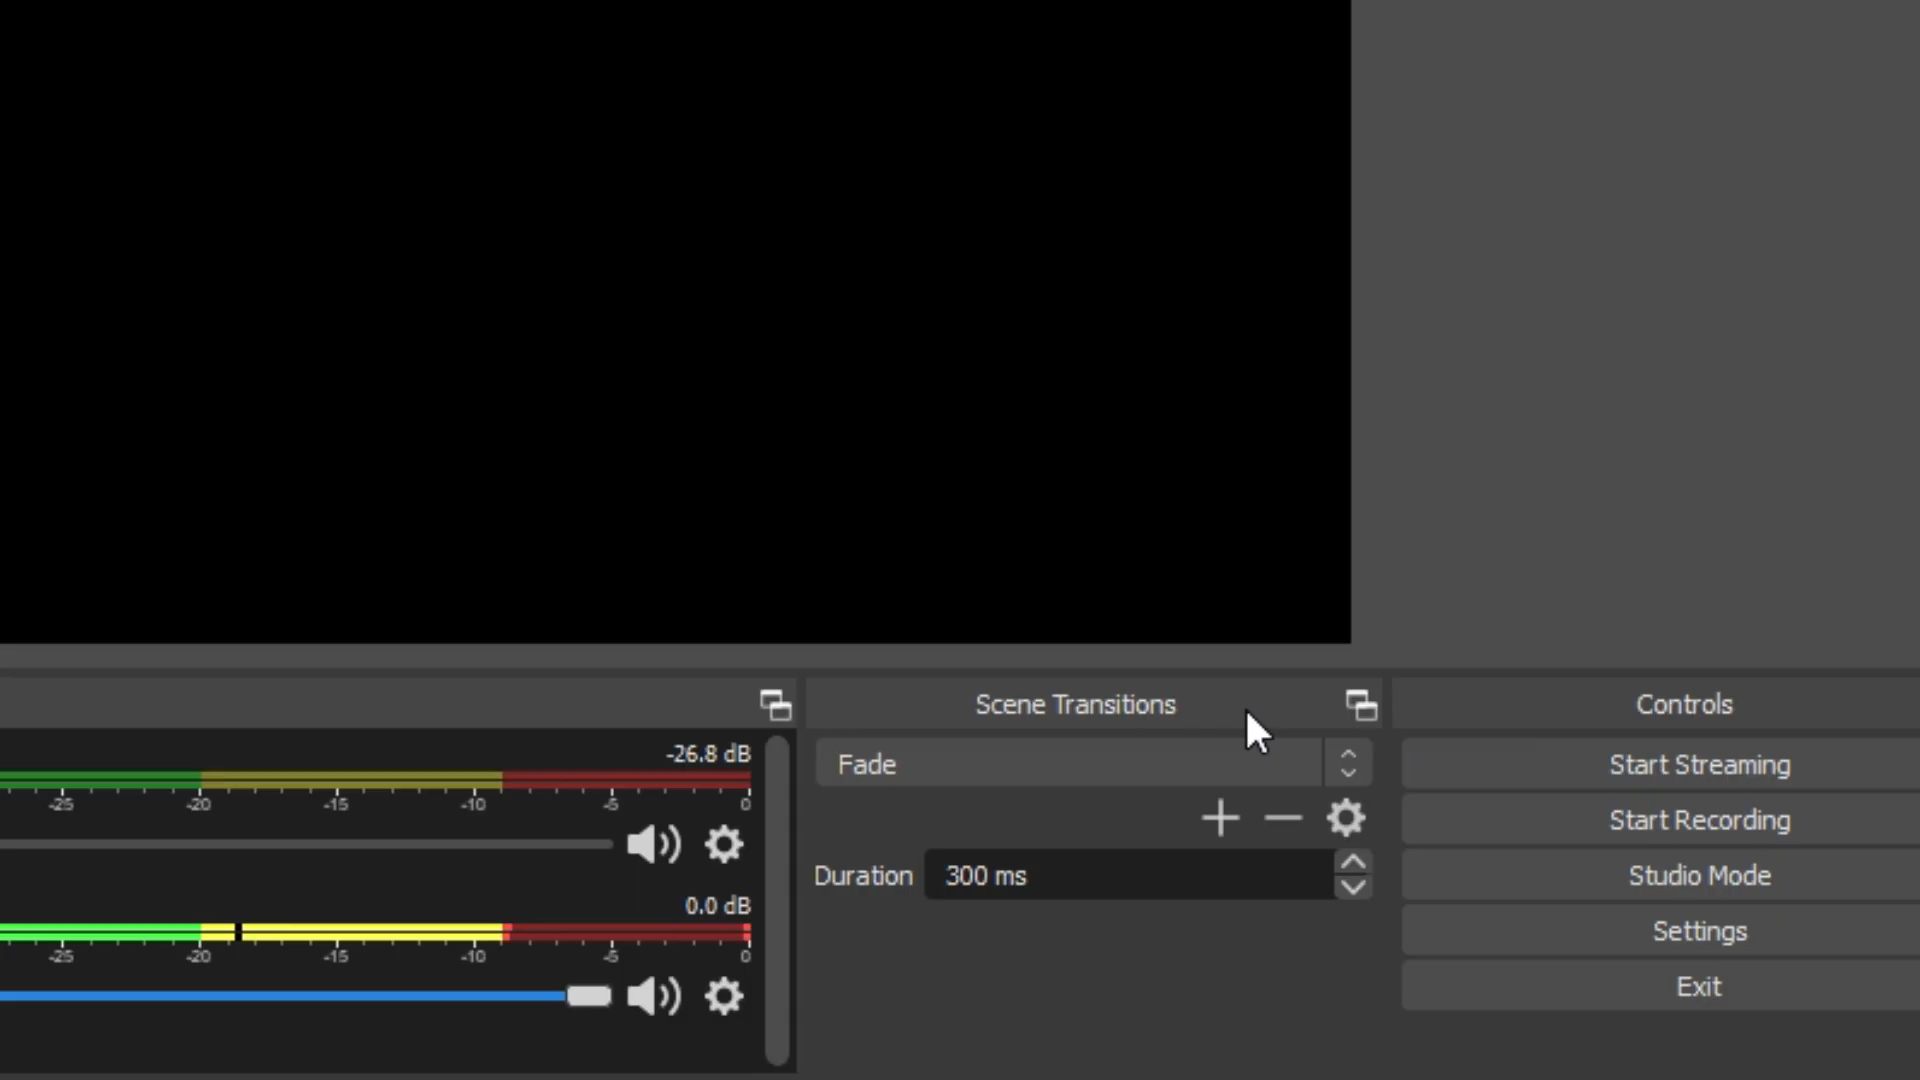 -26.8 dB
-25 -20 -15 -10 -5 0
0.0 dB
-25 -20 -15 -10 -5 0
Scene Transitions
Fade
Duration 300 ms
Controls
Start Streaming
Start Recording
Studio Mode
Settings
Exit